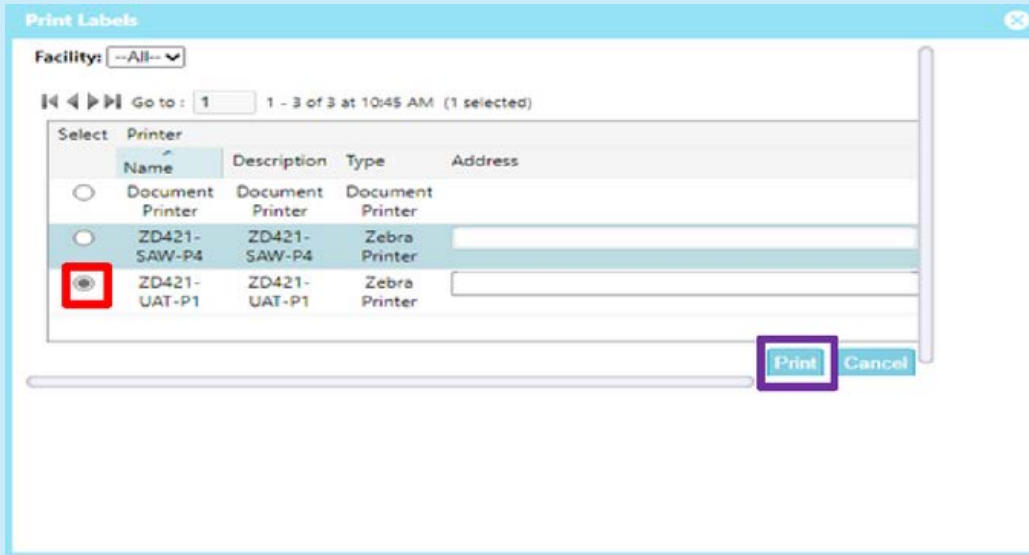 Print Labels
Facility: --All--
Go to : 1 1 - 3 of 3 at 10:45 AM (1 selected)
Select Printer
Name Description Type Address
Document Printer Document Printer Document Printer
ZD421-SAW-P4 ZD421-SAW-P4 Zebra Printer
ZD421-UAT-P1 ZD421-UAT-P1 Zebra Printer
Print Cancel